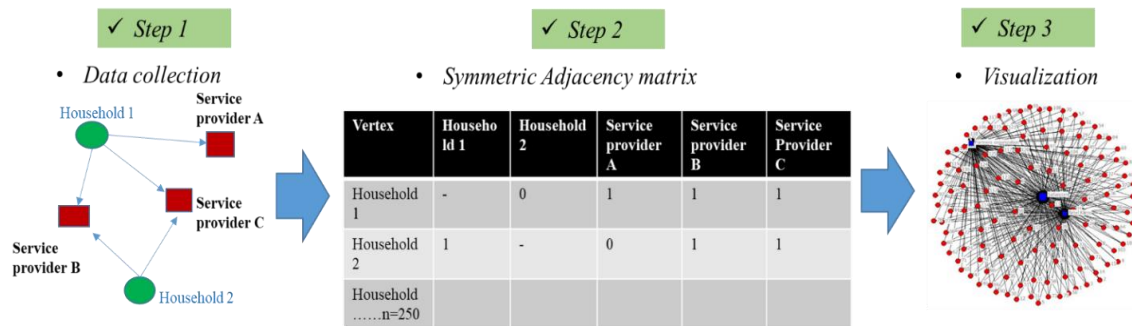 ✓ Step 1
✓ Step 2
✓ Step 3
• Data collection
• Symmetric Adjacency matrix
• Visualization
Household 1
Service
provider A
Service
provider C
Service
provider B
Household 2
Vertex
Househo
ld 1
Household
2
Service
provider
A
Service
provider
B
Service
Provider
C
Household
1
-
0
1
1
1
Household
2
1
-
0
1
1
Household
……n=250